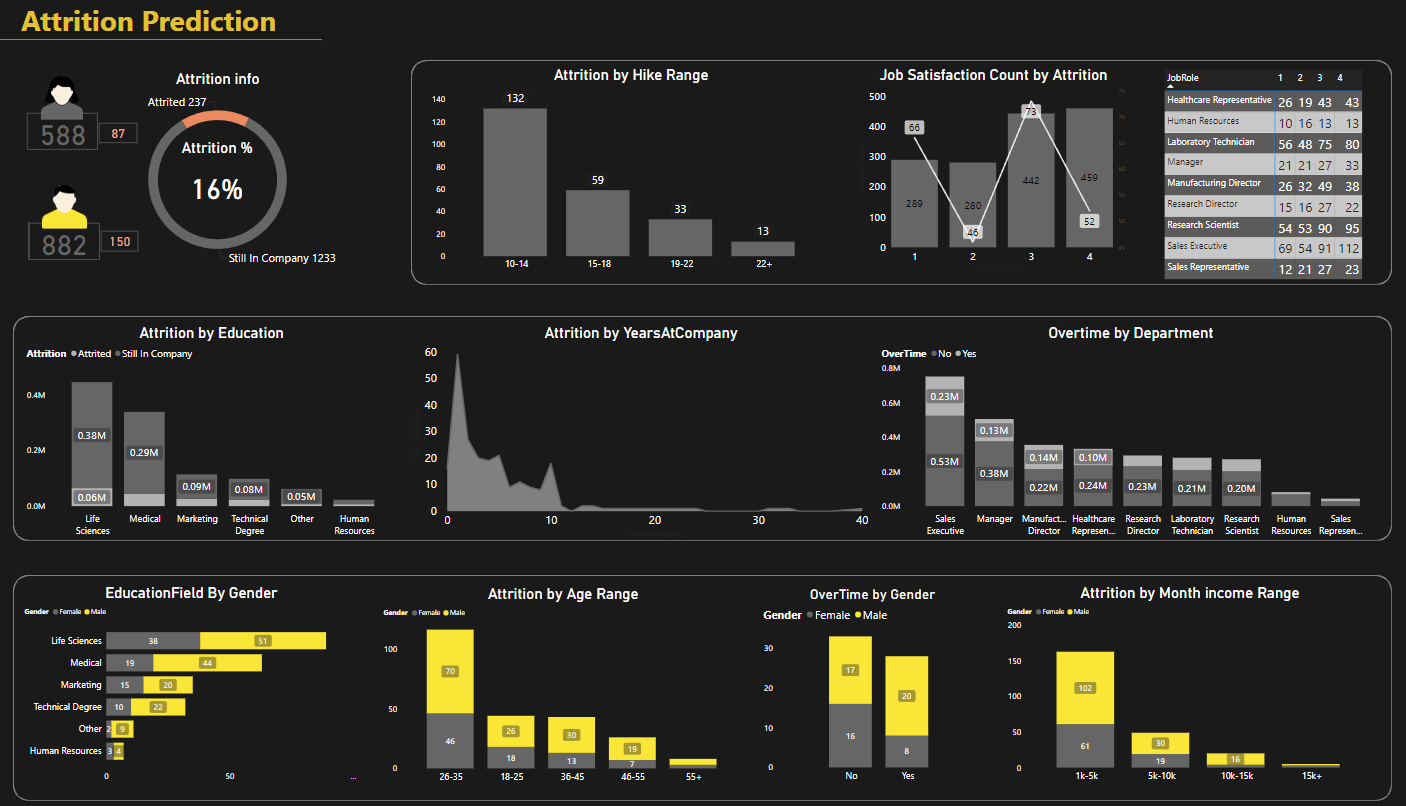 Attrition Prediction
588
87
882
150
Attrition info
Attrited 237
Attrition %
16%
Still In Company 1233
Attrition by Hike Range
140
120
100
80
60
40
20
0
132
59
33
13
10-14
15-18
19-22
22+
Job Satisfaction Count by Attrition
500
400
300
200
100
0
66
46
73
52
289
280
442
459
1
2
3
4
75
70
65
60
55
50
45
JobRole 1 2 3 4
Healthcare Representative 26 19 43 43
Human Resources 10 16 13 13
Laboratory Technician 56 48 75 80
Manager 21 21 27 33
Manufacturing Director 26 32 49 38
Research Director 15 16 27 22
Research Scientist 54 53 90 95
Sales Executive 69 54 91 112
Sales Representative 12 21 27 23
Attrition by Education
Attrition Attrited Still In Company
0.4M
0.2M
0.0M
0.38M
0.06M
0.29M
0.09M
0.08M
0.05M
Life Sciences
Medical
Marketing
Technical Degree
Other
Human Resources
Attrition by YearsAtCompany
60
50
40
30
20
10
0
0
10
20
30
40
Overtime by Department
OverTime No Yes
0.8M
0.6M
0.4M
0.2M
0.0M
0.23M
0.53M
0.13M
0.38M
0.14M
0.22M
0.10M
0.24M
0.23M
0.21M
0.20M
Sales Executive
Manager
Manufact... Director
Healthcare Represen...
Research Director
Laboratory Technician
Research Scientist
Human Resources
Sales Represen...
EducationField By Gender
Gender Female Male
Life Sciences 38 51
Medical 19 44
Marketing 15 20
Technical Degree 10 22
Other 2 9
Human Resources 3 4
0
50
...
Attrition by Age Range
Gender Female Male
100
50
0
70
46
26
18
30
13
19
7
26-35
18-25
36-45
46-55
55+
OverTime by Gender
Gender Female Male
30
20
10
0
17
16
20
8
No
Yes
Attrition by Month income Range
Gender Female Male
200
150
100
50
0
102
61
30
19
16
1k-5k
5k-10k
10k-15k
15k+